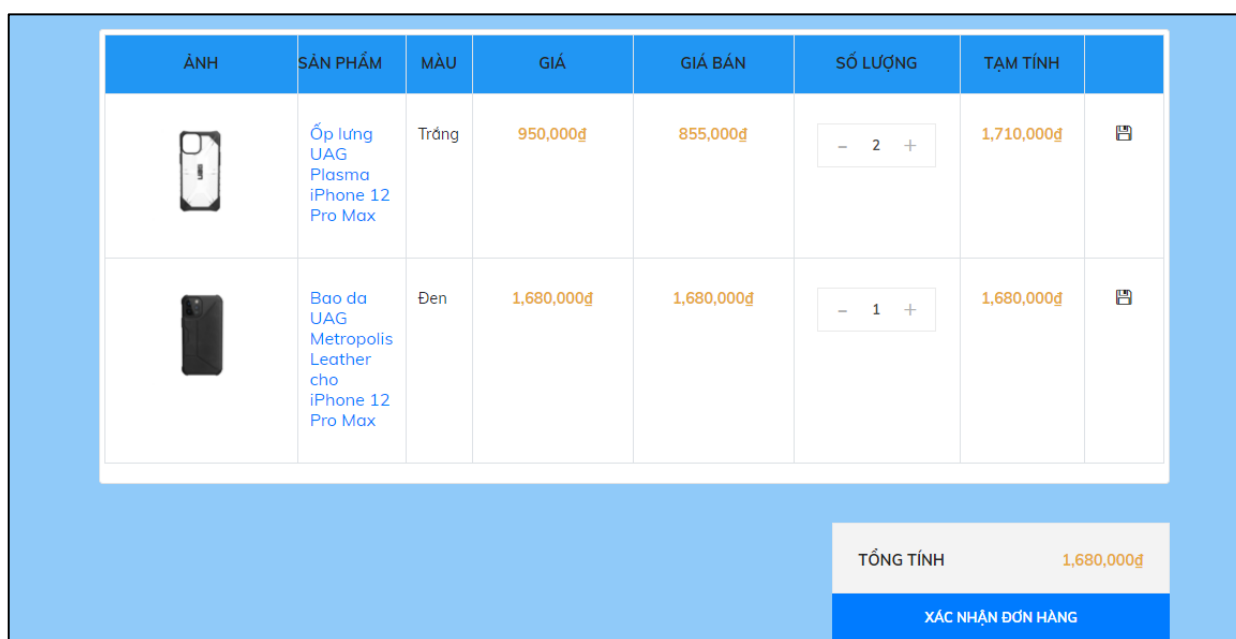 ẢNH SẢN PHẨM MÀU GIÁ GIÁ BÁN SỐ LƯỢNG TẠM TÍNH
Ốp lưng Trắng 950,000₫ 855,000₫ - 2 + 1,710,000₫
UAG
Plasma
iPhone 12
Pro Max
Bao da Đen 1,680,000₫ 1,680,000₫ - 1 + 1,680,000₫
UAG
Metropolis
Leather
cho
iPhone 12
Pro Max
TỔNG TÍNH 1,680,000₫
XÁC NHẬN ĐƠN HÀNG